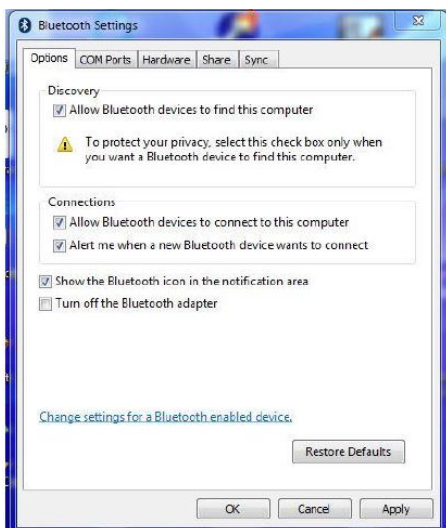 Bluetooth Settings
Options COM Ports Hardware Share Sync
Discovery
Allow Bluetooth devices to find this computer
To protect your privacy, select this check box only when
you want a Bluetooth device to find this computer.
Connections
Allow Bluetooth devices to connect to this computer
Alert me when a new Bluetooth device wants to connect
Show the Bluetooth icon in the notification area
Turn off the Bluetooth adapter
Change settings for a Bluetooth enabled device.
Restore Defaults
OK Cancel Apply